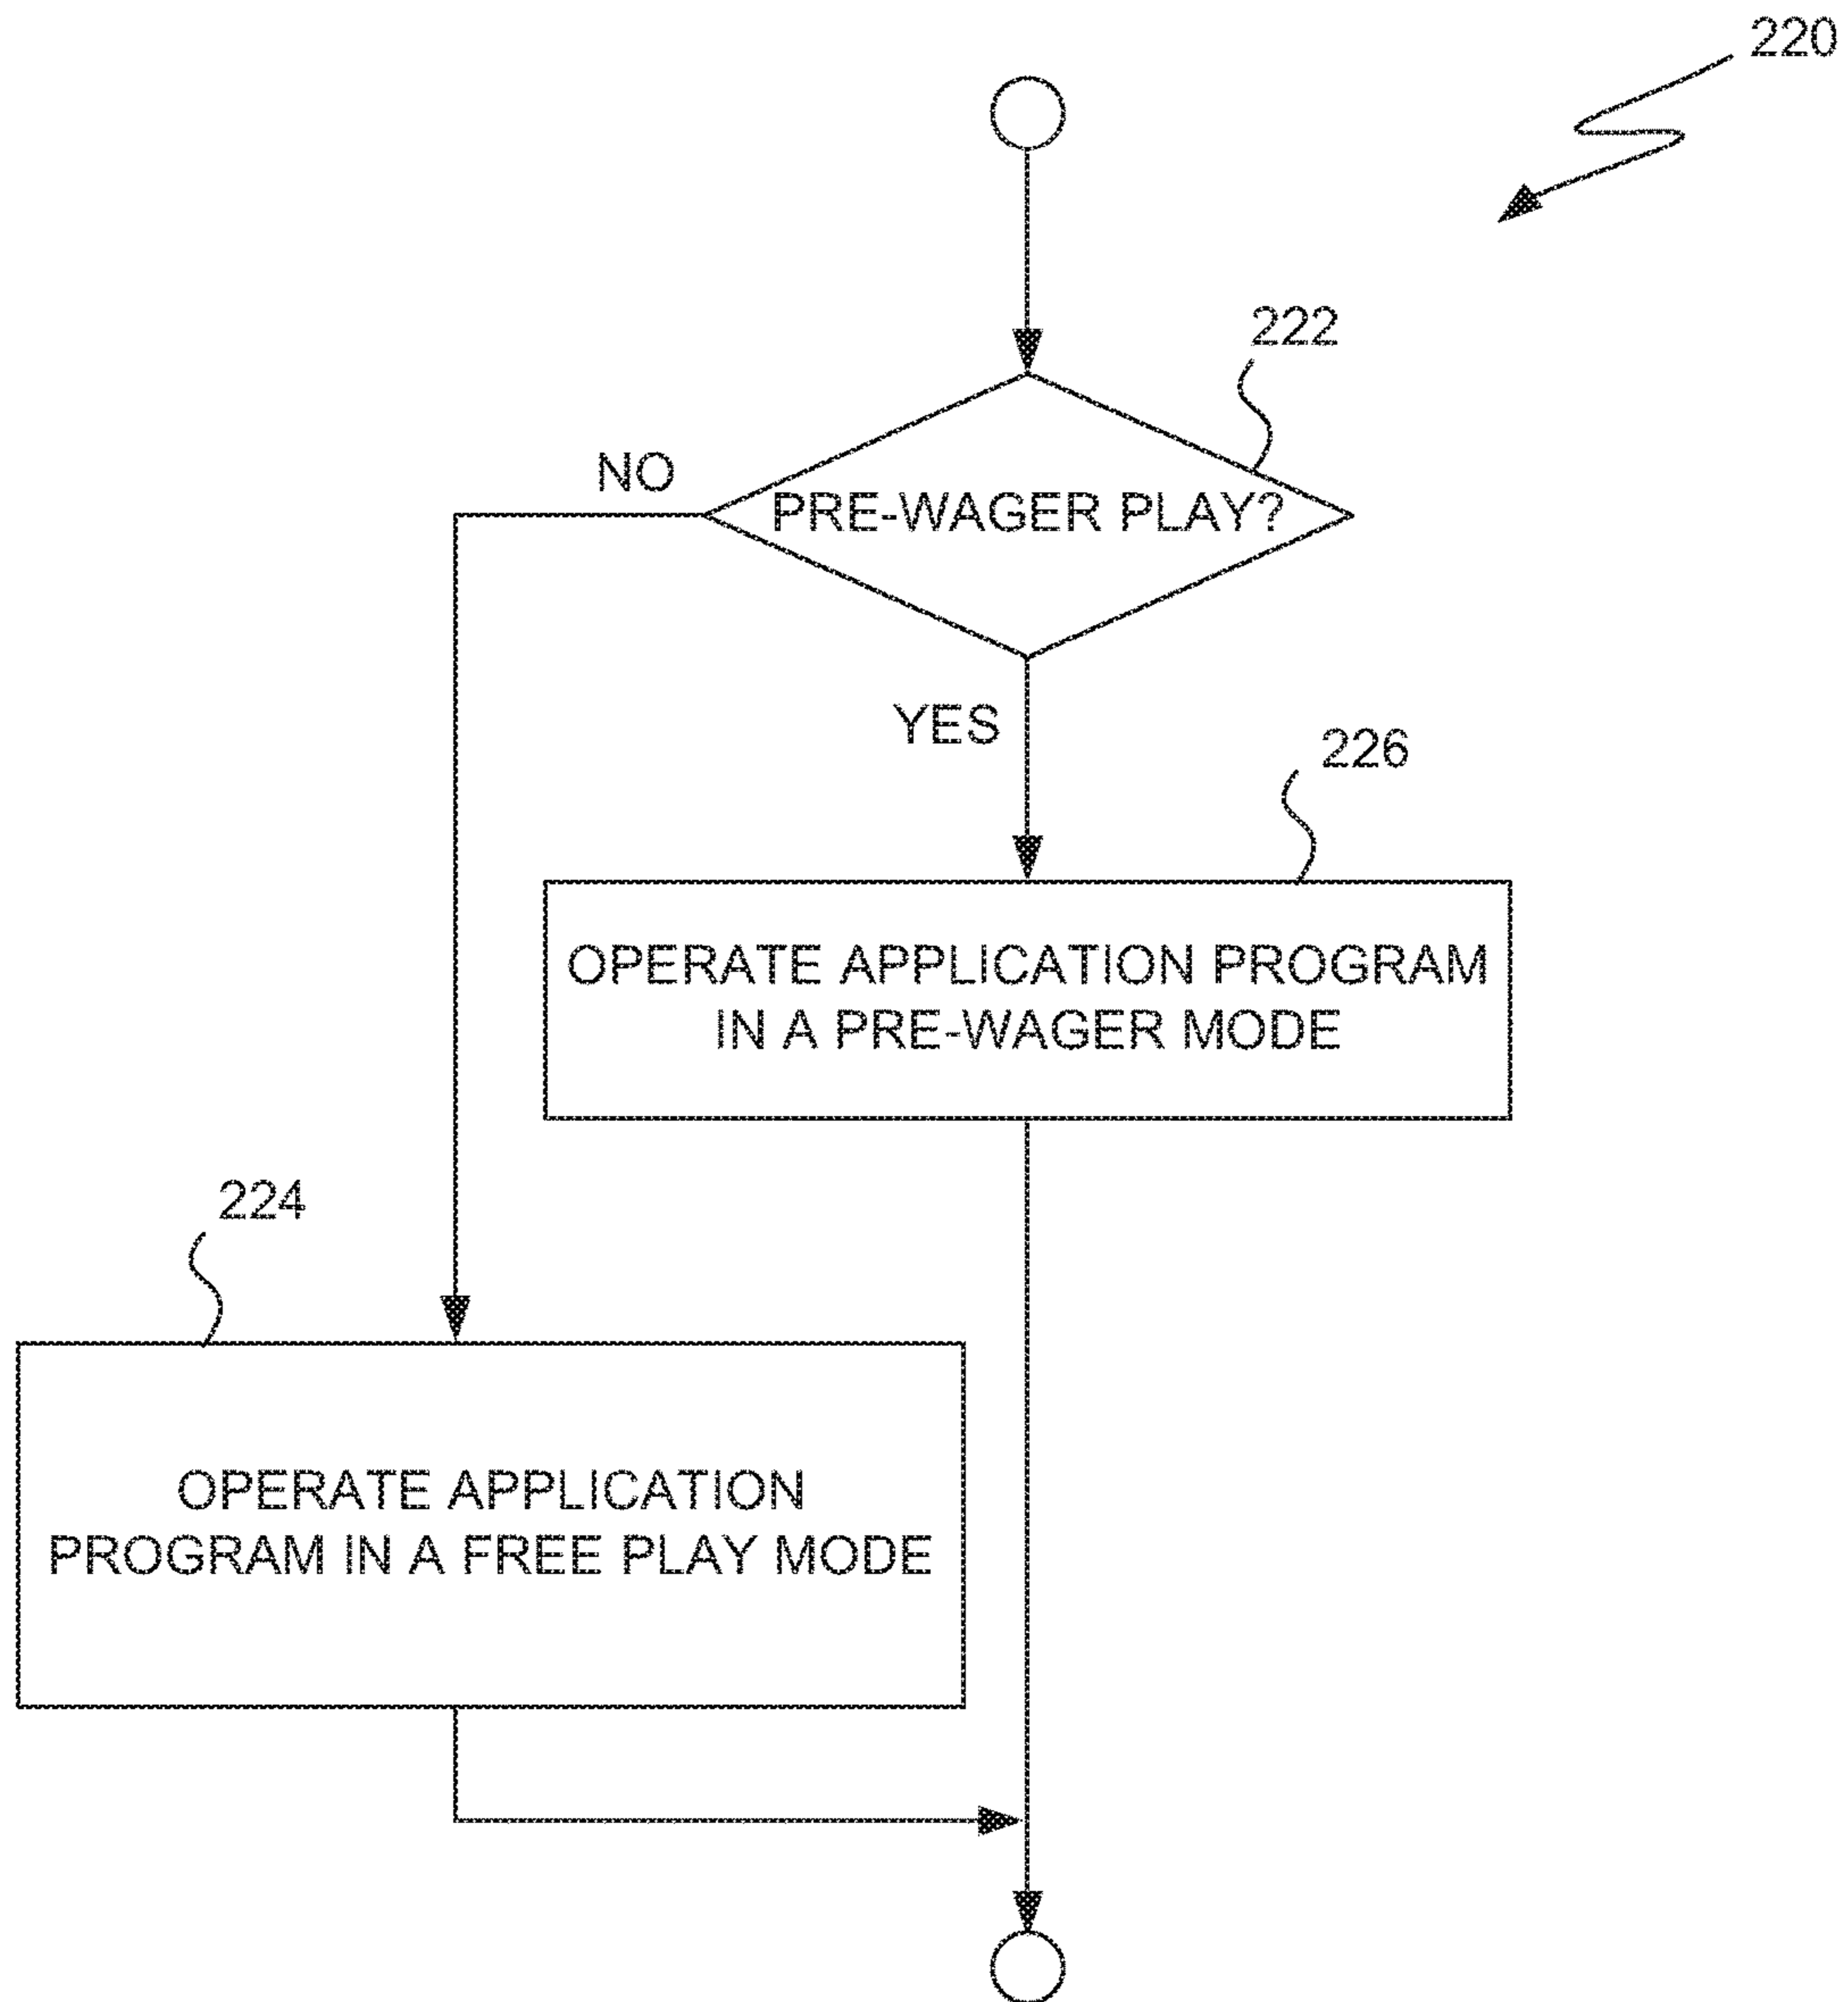 220
222
NO
PRE-WAGER PLAY?
YES
226
OPERATE APPLICATION PROGRAM
IN A PRE-WAGER MODE
224
OPERATE APPLICATION
PROGRAM IN A FREE PLAY MODE